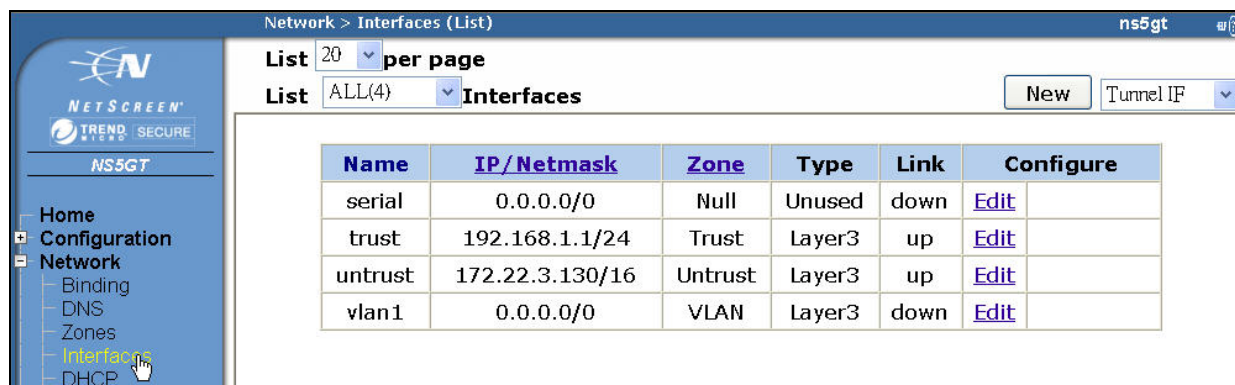 Network > Interfaces (List)
ns5gt
NETSCREEN
TREND MICRO SECURE
NS5GT
Home
Configuration
Network
Binding
DNS
Zones
Interfaces
DHCP
List 20 per page
List ALL(4) Interfaces
New Tunnel IF
Name IP/Netmask Zone Type Link Configure
serial 0.0.0.0/0 Null Unused down Edit
trust 192.168.1.1/24 Trust Layer3 up Edit
untrust 172.22.3.130/16 Untrust Layer3 up Edit
vlan1 0.0.0.0/0 VLAN Layer3 down Edit